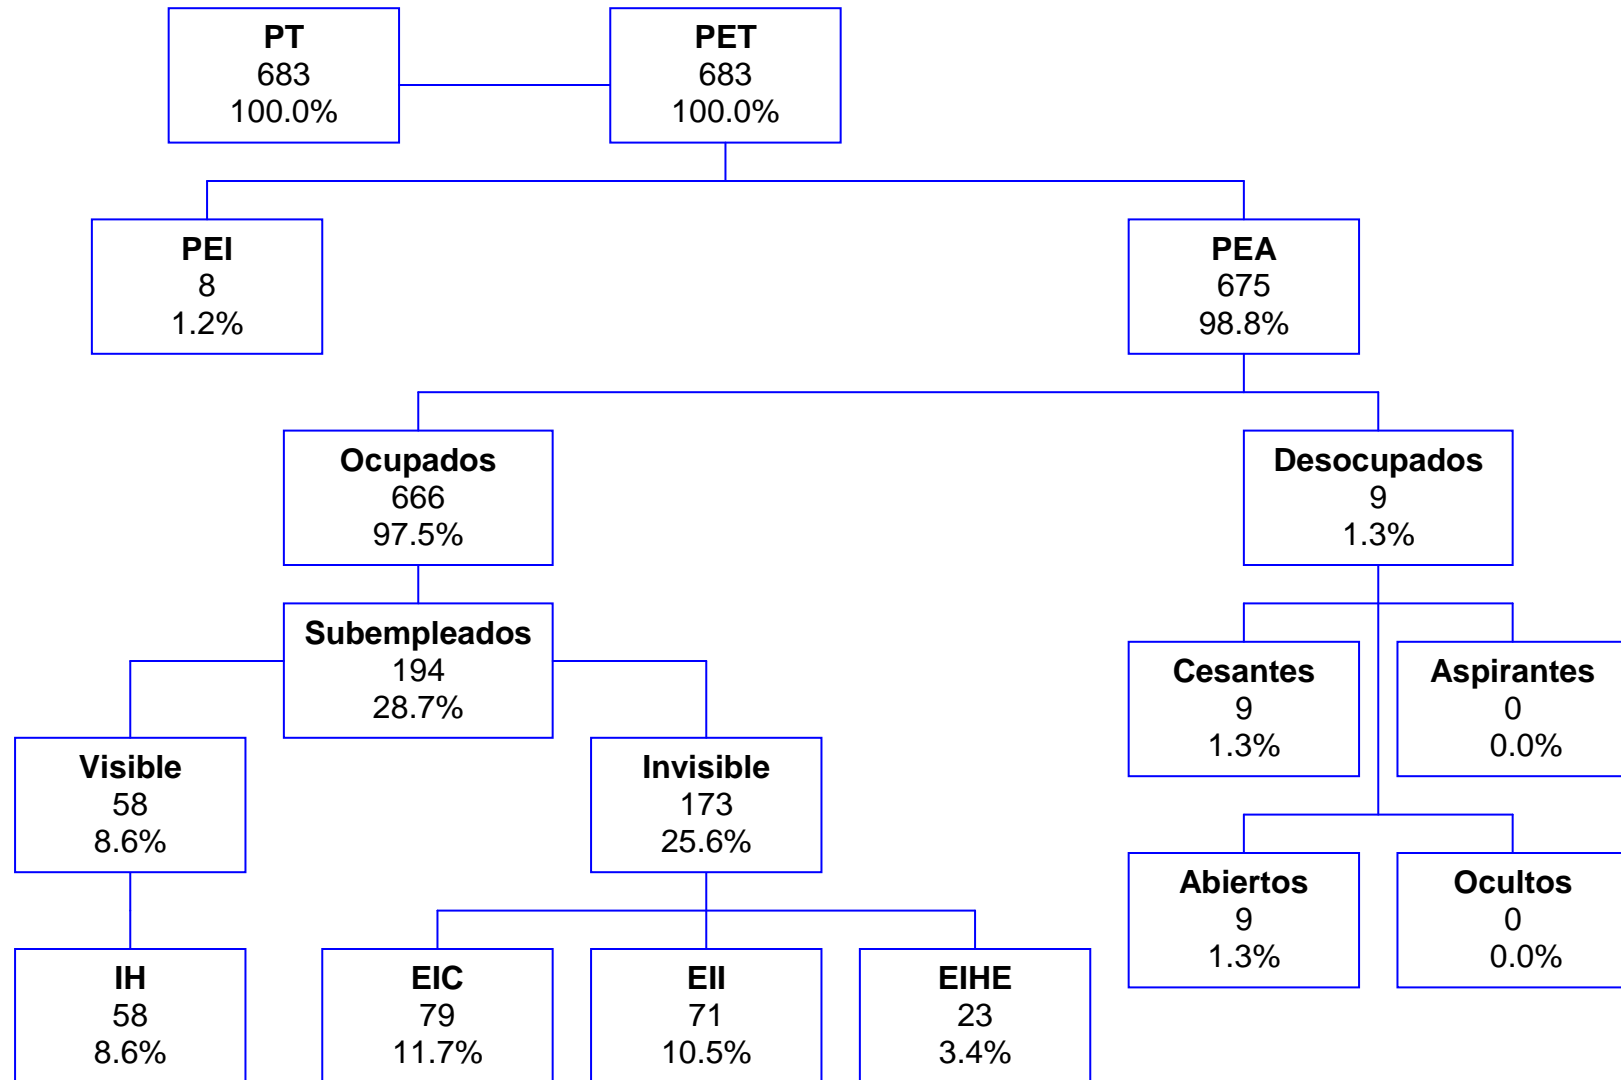 PT
683
100.0%
PET
683
100.0%
PEI
8
1.2%
PEA
675
98.8%
Ocupados
666
97.5%
Desocupados
9
1.3%
Subempleados
194
28.7%
Cesantes
9
1.3%
Aspirantes
0
0.0%
Visible
58
8.6%
Invisible
173
25.6%
Abiertos
9
1.3%
Ocultos
0
0.0%
IH
58
8.6%
EIC
79
11.7%
EII
71
10.5%
EIHE
23
3.4%